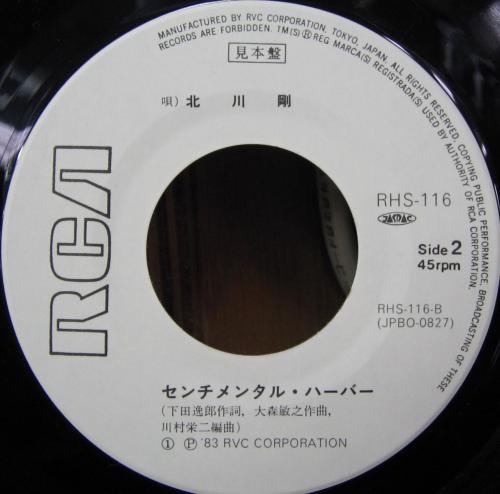 MANUFACTURED BY RVC CORPORATION, TOKYO, JAPAN. ALL RIGHTS RESERVED, COPYING PUBLIC PERFORMANCE, BROADCASTING OF THESE
RECORDS ARE FORBIDDEN. TM(S) ® REG MARCA(S) REGISTRADA(S) USED BY AUTHORITY OF RCA CORPORATION.
見本盤
唄) 北川剛
RCA
RHS-116
JASRAC
Side 2
45rpm
RHS-116-B
(JPBO-0827)
センチメンタル・ハーバー
(下田逸郎作詞, 大森敏之作曲,
川村栄二編曲)
① Ⓟ '83 RVC CORPORATION